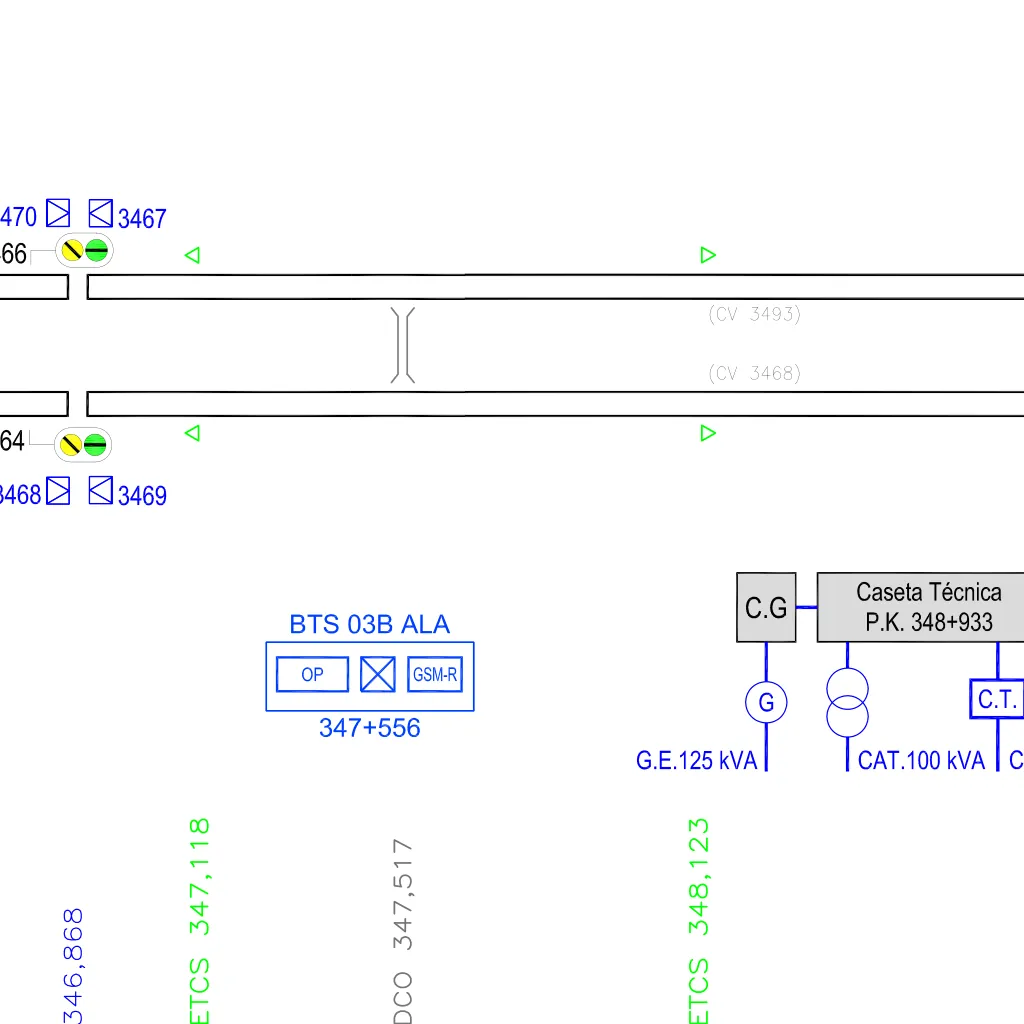 470
3467
66
(CV 3493)
(CV 3468)
64
3468
3469
BTS 03B ALA
OP
GSM-R
347+556
C.G
Caseta Técnica
P.K. 348+933
G
C.T.
G.E.125 kVA
CAT.100 kVA
C
346,868
ETCS 347,118
DCO 347,517
ETCS 348,123